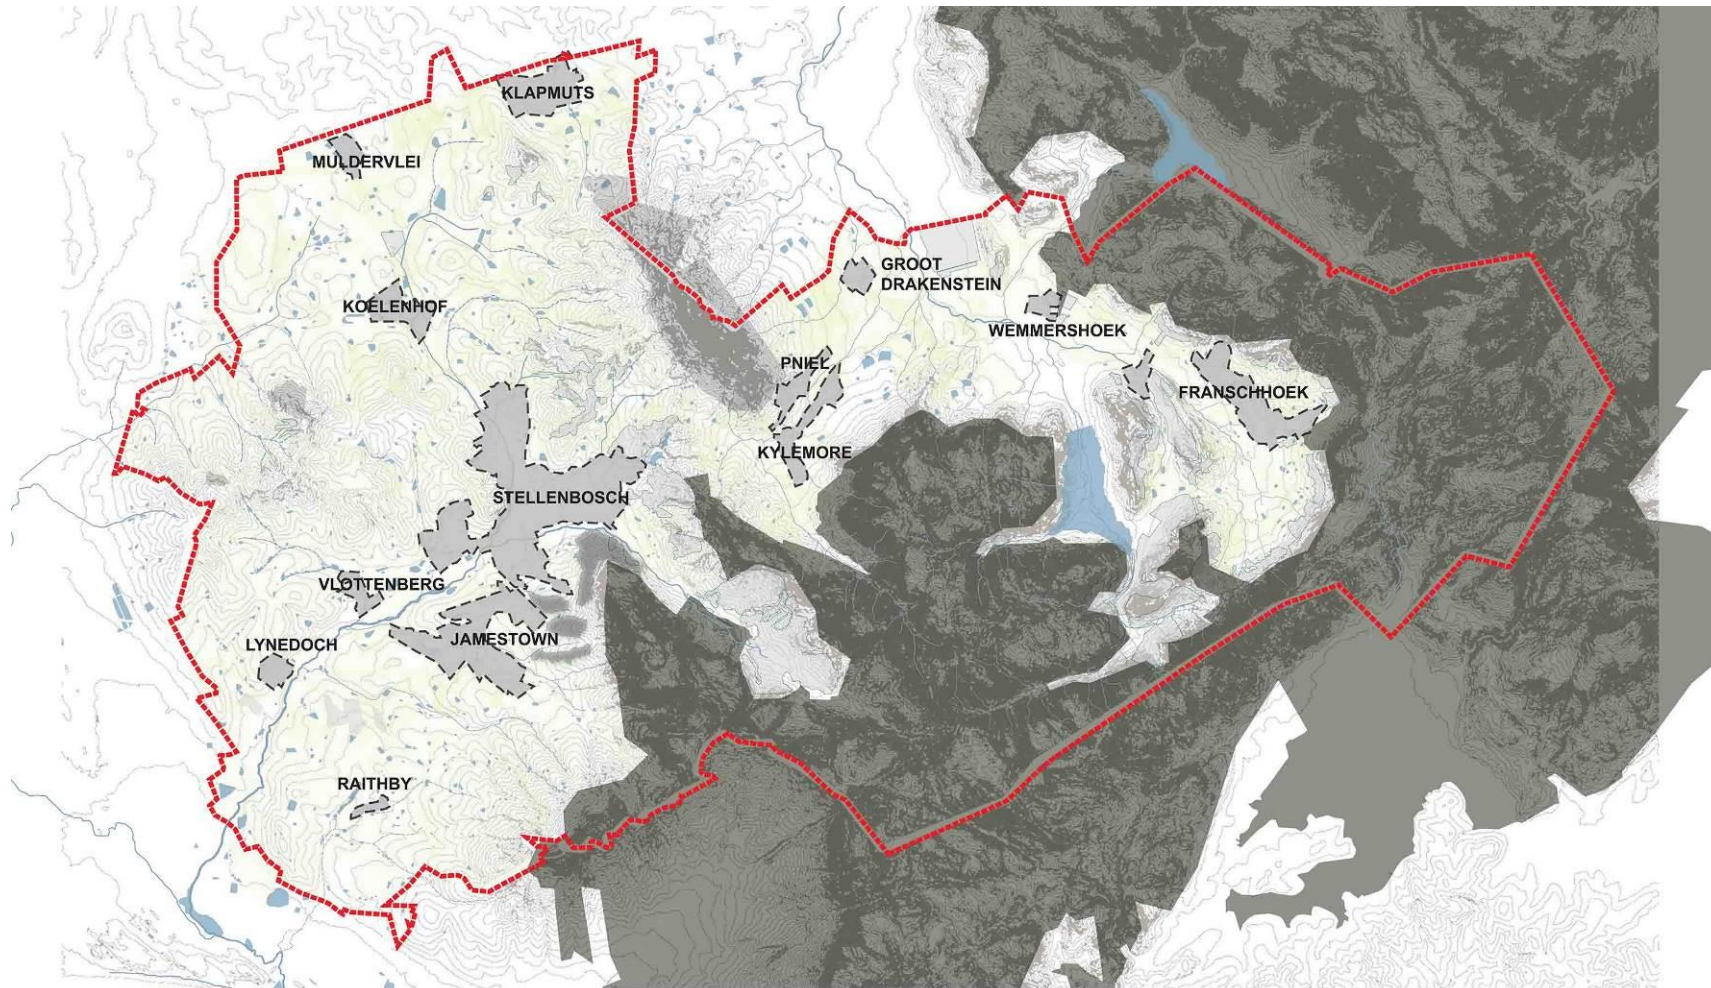 KLAPMUTS
MULDERVLEI
GROOT
DRAKENSTEIN
KOELENHOF
WEMMERSHOEK
PNIEL
FRANSCHHOEK
KYLEMORE
STELLENBOSCH
VLOTTENBERG
JAMESTOWN
LYNEDOCH
RAITHBY